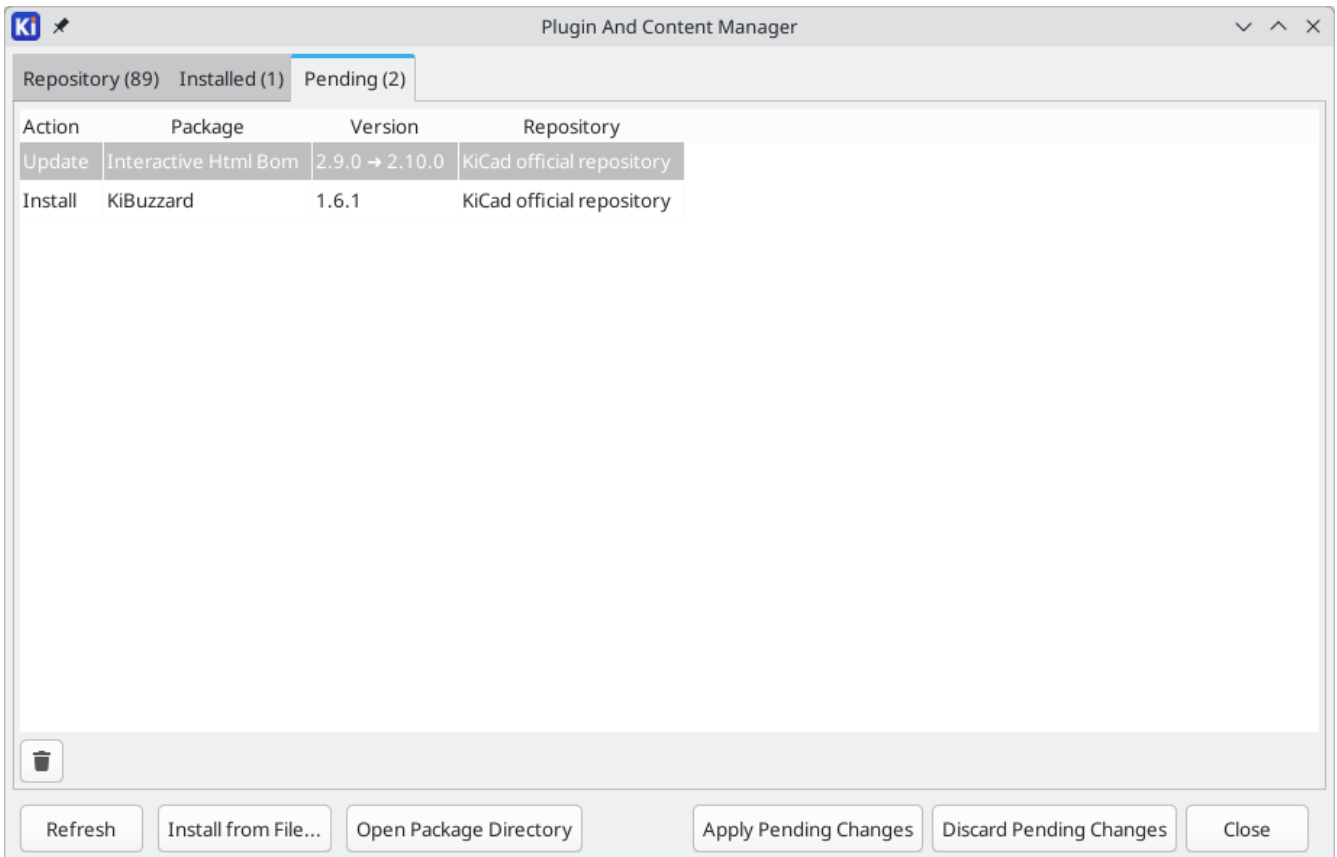 Ki Plugin And Content Manager
Repository (89) Installed (1) Pending (2)
Action Package Version Repository
Update Interactive Html Bom 2.9.0 → 2.10.0 KiCad official repository
Install KiBuzzard 1.6.1 KiCad official repository
Refresh Install from File... Open Package Directory Apply Pending Changes Discard Pending Changes Close